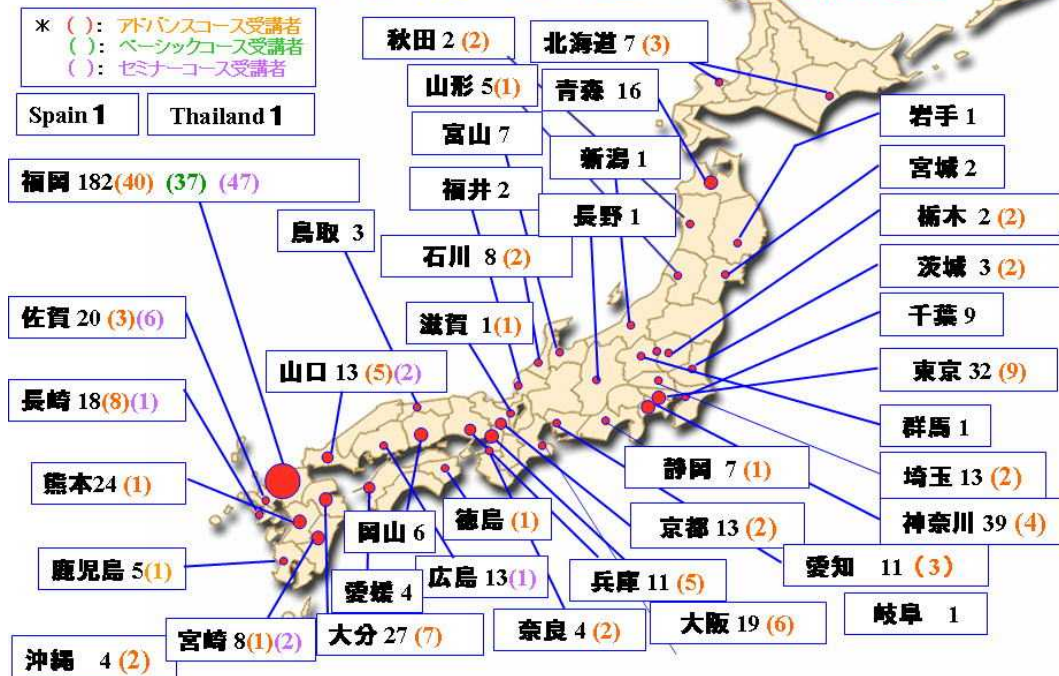 * ( ): アドバンスコース受講者
( ): ベーシックコース受講者
( ): セミナーコース受講者
Spain 1
Thailand 1
秋田 2 (2)
北海道 7 (3)
山形 5(1)
青森 16
富山 7
新潟 1
岩手 1
宮城 2
福岡 182(40) (37) (47)
福井 2
長野 1
栃木 2 (2)
鳥取 3
石川 8 (2)
茨城 3 (2)
佐賀 20 (3)(6)
滋賀 1(1)
千葉 9
山口 13 (5)(2)
東京 32 (9)
長崎 18(8)(1)
群馬 1
熊本24 (1)
静岡 7 (1)
埼玉 13 (2)
岡山 6
徳島 (1)
京都 13 (2)
神奈川 39 (4)
鹿児島 5(1)
愛媛 4
広島 13(1)
兵庫 11 (5)
愛知 11 (3)
岐阜 1
沖縄 4 (2)
宮崎 8(1)(2)
大分 27 (7)
奈良 4 (2)
大阪 19 (6)